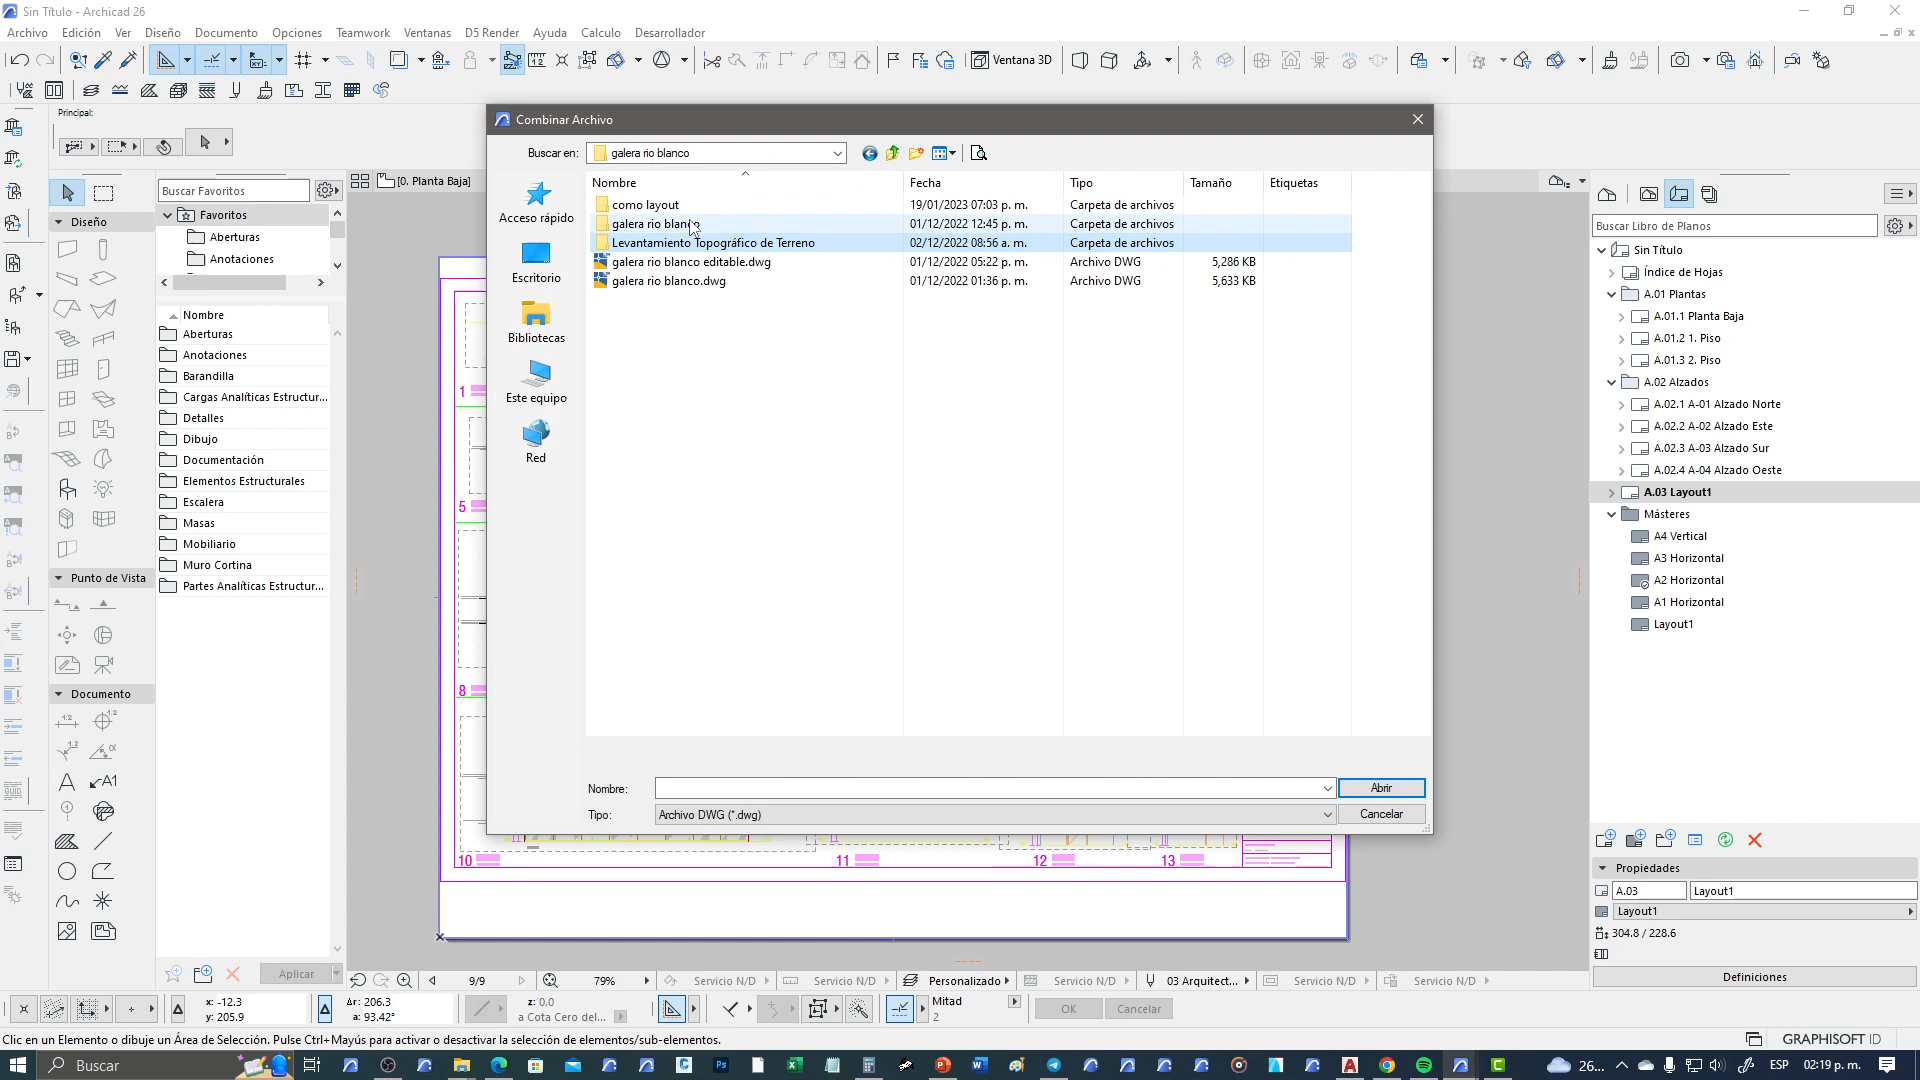 Sin Título - Archicad 26
Archivo Edición Ver Diseño Documento Opciones Teamwork Ventanas D5 Render Ayuda Calculo Desarrollador
Ventana 3D
Principal:
[0. Planta Baja]
Buscar Favoritos
Diseño
Favoritos
Aberturas
Anotaciones
Nombre
Aberturas
Anotaciones
Barandilla
Cargas Analíticas Estructur...
Detalles
Dibujo
Documentación
Elementos Estructurales
Escalera
Masas
Mobiliario
Muro Cortina
Partes Analíticas Estructur...
Punto de Vista
Documento
Aplicar
Combinar Archivo
Buscar en: galera rio blanco
Nombre Fecha Tipo Tamaño Etiquetas
como layout 19/01/2023 07:03 p. m. Carpeta de archivos
galera rio blanco 01/12/2022 12:45 p. m. Carpeta de archivos
Levantamiento Topográfico de Terreno 02/12/2022 08:56 a. m. Carpeta de archivos
galera rio blanco editable.dwg 01/12/2022 05:22 p. m. Archivo DWG 5,286 KB
galera rio blanco.dwg 01/12/2022 01:36 p. m. Archivo DWG 5,633 KB
Acceso rápido
Escritorio
Bibliotecas
Este equipo
Red
Nombre:
Abrir
Tipo: Archivo DWG (*.dwg)
Cancelar
1
5
8
10 11 12 13
Buscar Libro de Planos
Sin Título
Índice de Hojas
A.01 Plantas
A.01.1 Planta Baja
A.01.2 1. Piso
A.01.3 2. Piso
A.02 Alzados
A.02.1 A-01 Alzado Norte
A.02.2 A-02 Alzado Este
A.02.3 A-03 Alzado Sur
A.02.4 A-04 Alzado Oeste
A.03 Layout1
Másteres
A4 Vertical
A3 Horizontal
A2 Horizontal
A1 Horizontal
Layout1
Propiedades
A.03 Layout1
Layout1
304.8 / 228.6
Definiciones
9/9 79% Servicio N/D Servicio N/D Personalizado Servicio N/D 03 Arquitect... Servicio N/D Servicio N/D
x: -12.3
y: 205.9
Δr: 206.3
a: 93.42°
z: 0.0
a Cota Cero del...
Mitad
2
OK Cancelar
Clic en un Elemento o dibuje un Área de Selección. Pulse Ctrl+Mayús para activar o desactivar la selección de elementos/sub-elementos.
GRAPHISOFT ID
Buscar
26... ESP 02:19 p. m.